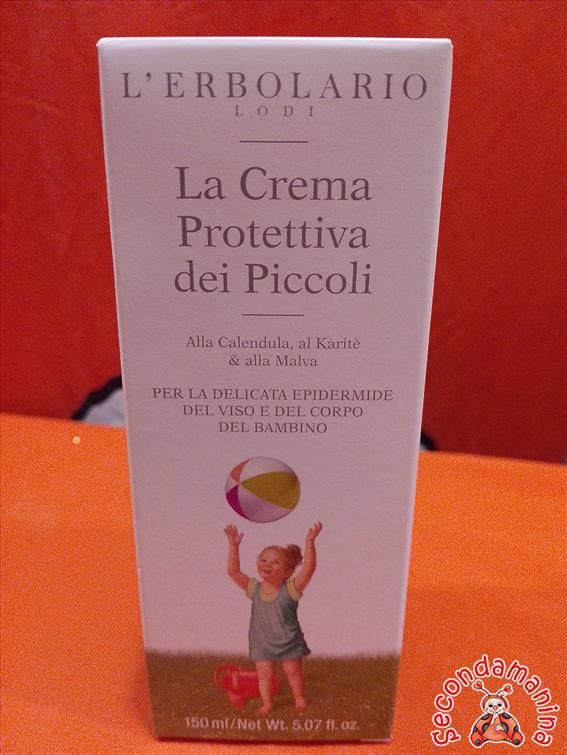 L'ERBOLARIO
LODI
La Crema
Protettiva
dei Piccoli
Alla Calendula, al Karitè
& alla Malva
PER LA DELICATA EPIDERMIDE
DEL VISO E DEL CORPO
DEL BAMBINO
150 ml/Net Wt. 5.07 fl. oz.
secondamanina